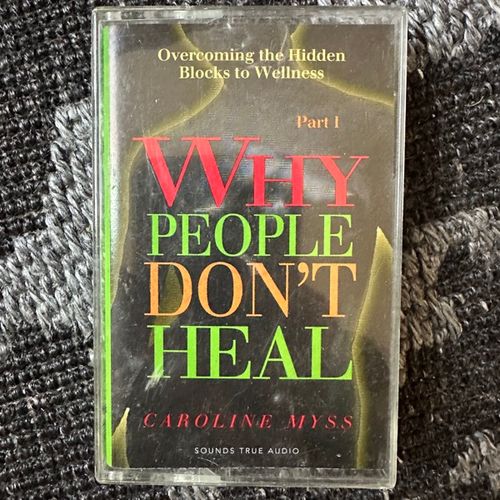 Overcoming the Hidden
Blocks to Wellness
Part I
WHY
PEOPLE
DON'T
HEAL
CAROLINE MYSS
SOUNDS TRUE AUDIO